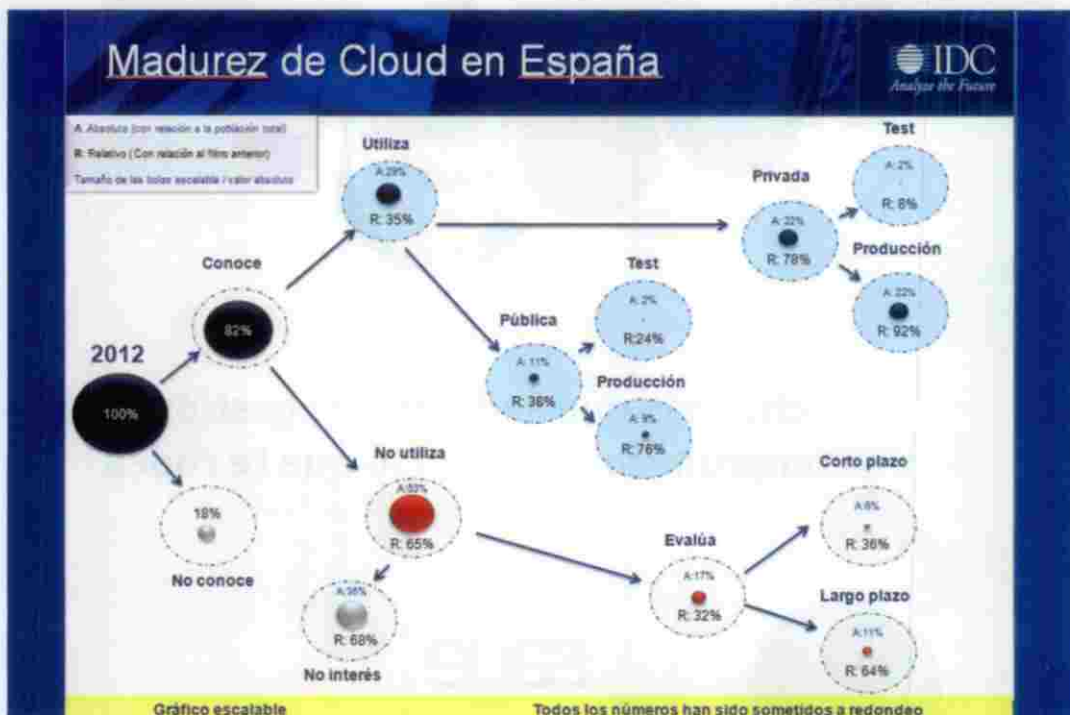 Madurez de Cloud en España
IDC
Analyze the Future
A: Absoluto (con relación a la población total)
R: Relativo (Con relación al filtro anterior)
Tamaño de las bolas escalable / valor absoluto
Utiliza
A:29%
R: 35%
Privada
A:22%
R: 78%
Test
A:2%
R: 8%
Producción
A:22%
R: 92%
Conoce
82%
2012
100%
Pública
A:11%
R: 38%
Test
A:2%
R:24%
Producción
A: 9%
R: 76%
18%
No conoce
No utiliza
A:53%
R: 65%
A:36%
R: 68%
No interés
Evalúa
A:17%
R: 32%
Corto plazo
A:6%
R: 36%
Largo plazo
A:11%
R: 64%
Gráfico escalable
Todos los números han sido sometidos a redondeo